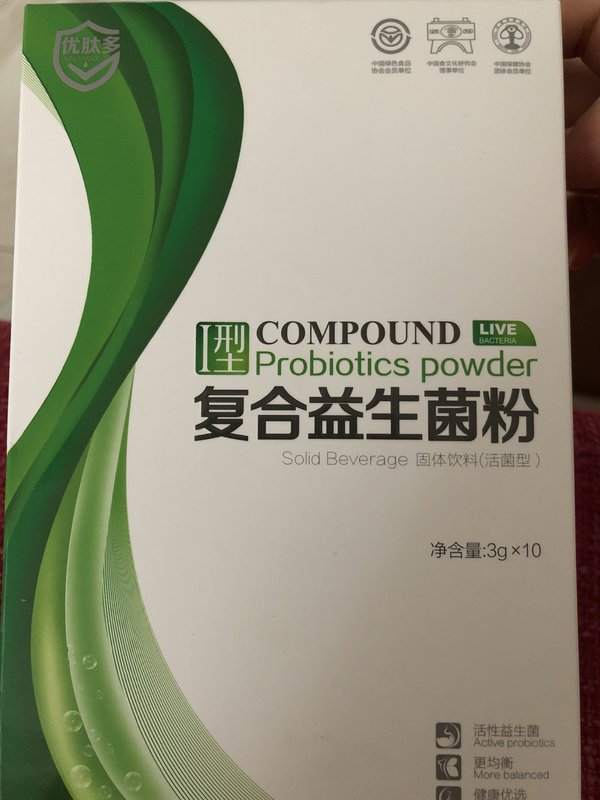 优肽多
YOUTAIDUO
中国绿色食品
协会会员单位
中国食文化研究会
理事单位
中国保健协会
团体会员单位
I型
COMPOUND
LIVE
BACTERIA
Probiotics powder
复合益生菌粉
Solid Beverage 固体饮料(活菌型)
净含量:3g×10
活性益生菌
Active probiotics
更均衡
More balanced
健康优选